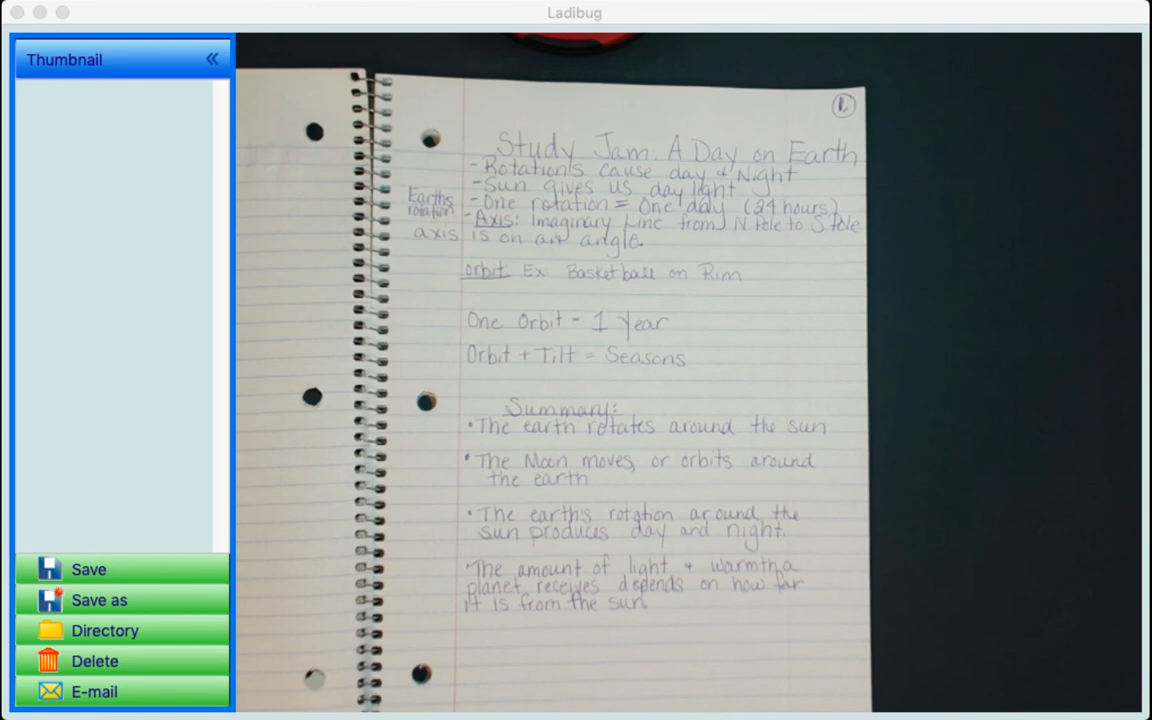 Ladibug
Thumbnail
Save
Save as
Directory
Delete
E-mail
1.
Study Jam: A Day on Earth
- Rotations cause day + Night
- Sun gives us daylight
- One rotation = One day (24 hours)
- Axis: Imaginary Line from N Pole to S Pole
Earths
rotation
axis is on an angle.
orbit Ex Basketball on Rim
One Orbit = 1 Year
Orbit + Tilt = Seasons
Summary:
• The earth rotates around the sun
• The Moon moves, or orbits around
the earth
• The earth's rotation around the
sun produces day and night.
• The amount of light + warmth a
planet receives depends on how far
it is from the sun.